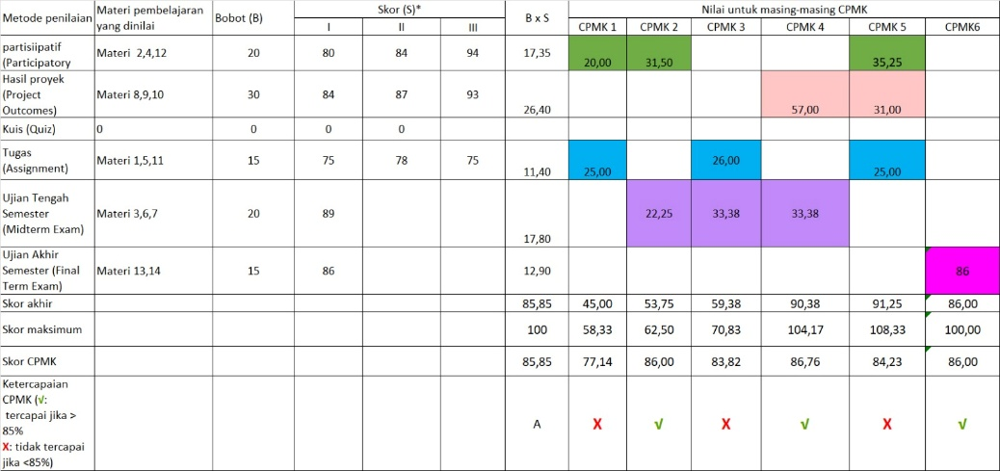 Metode penilaian Materi pembelajaran yang dinilai Bobot (B) Skor (S)* B x S Nilai untuk masing-masing CPMK
I II III CPMK 1 CPMK 2 CPMK 3 CPMK 4 CPMK 5 CPMK6
partisiipatif (Participatory Materi 2,4,12 20 80 84 94 17,35 20,00 31,50 35,25
Hasil proyek (Project Outcomes) Materi 8,9,10 30 84 87 93 26,40 57,00 31,00
Kuis (Quiz) 0 0 0 0
Tugas (Assignment) Materi 1,5,11 15 75 78 75 11,40 25,00 26,00 25,00
Ujian Tengah Semester (Midterm Exam) Materi 3,6,7 20 89 17,80 22,25 33,38 33,38
Ujian Akhir Semester (Final Term Exam) Materi 13,14 15 86 12,90 86
Skor akhir 85,85 45,00 53,75 59,38 90,38 91,25 86,00
Skor maksimum 100 58,33 62,50 70,83 104,17 108,33 100,00
Skor CPMK 85,85 77,14 86,00 83,82 86,76 84,23 86,00
Ketercapaian CPMK (√: tercapai jika > 85% X: tidak tercapai jika <85%) A X √ X √ X √